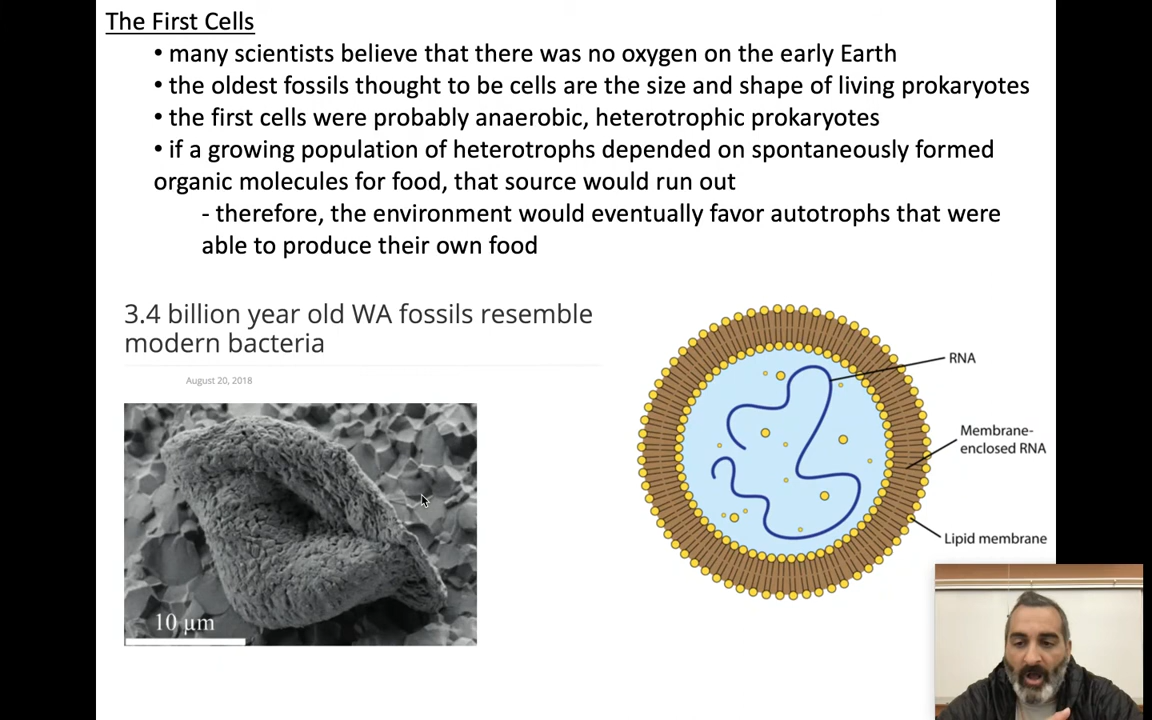 The First Cells
• many scientists believe that there was no oxygen on the early Earth
• the oldest fossils thought to be cells are the size and shape of living prokaryotes
• the first cells were probably anaerobic, heterotrophic prokaryotes
• if a growing population of heterotrophs depended on spontaneously formed
organic molecules for food, that source would run out
- therefore, the environment would eventually favor autotrophs that were
able to produce their own food
3.4 billion year old WA fossils resemble
modern bacteria
August 20, 2018
10 µm
RNA
Membrane-
enclosed RNA
Lipid membrane